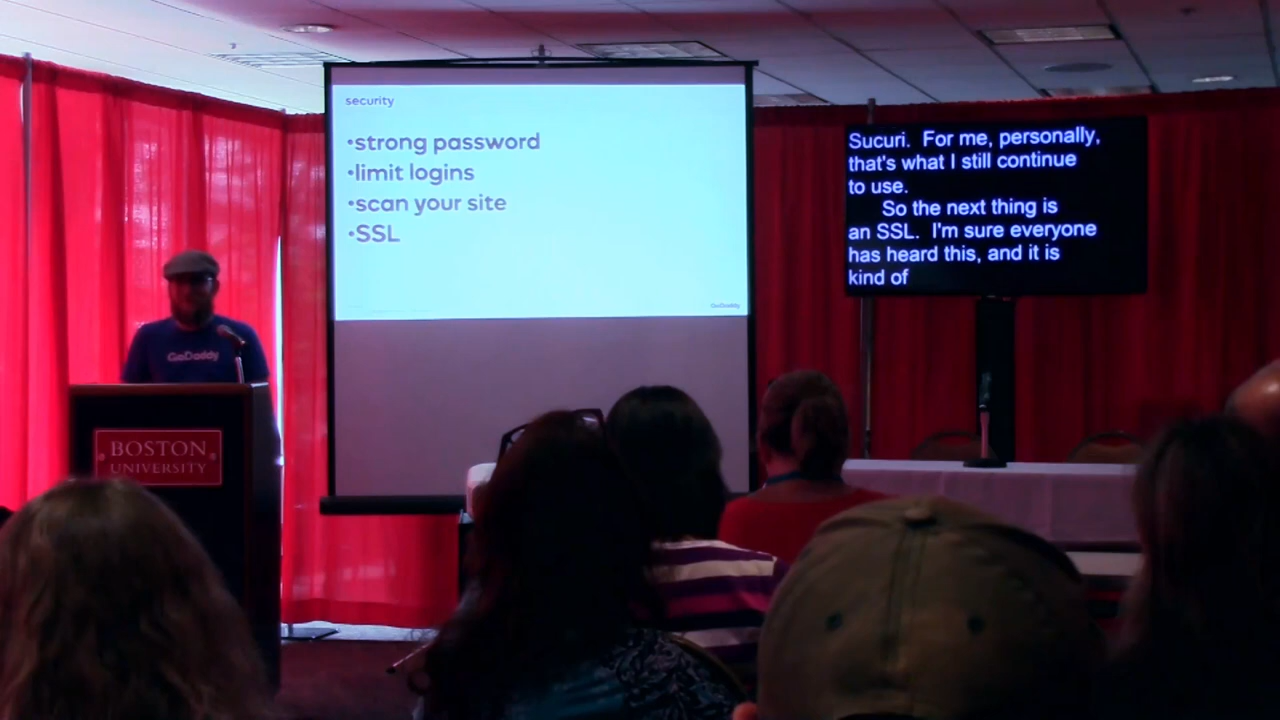 security
•strong password
•limit logins
•scan your site
•SSL
GoDaddy
Sucuri. For me, personally,
that's what I still continue
to use.
So the next thing is
an SSL. I'm sure everyone
has heard this, and it is
kind of
GoDaddy
BOSTON
UNIVERSITY